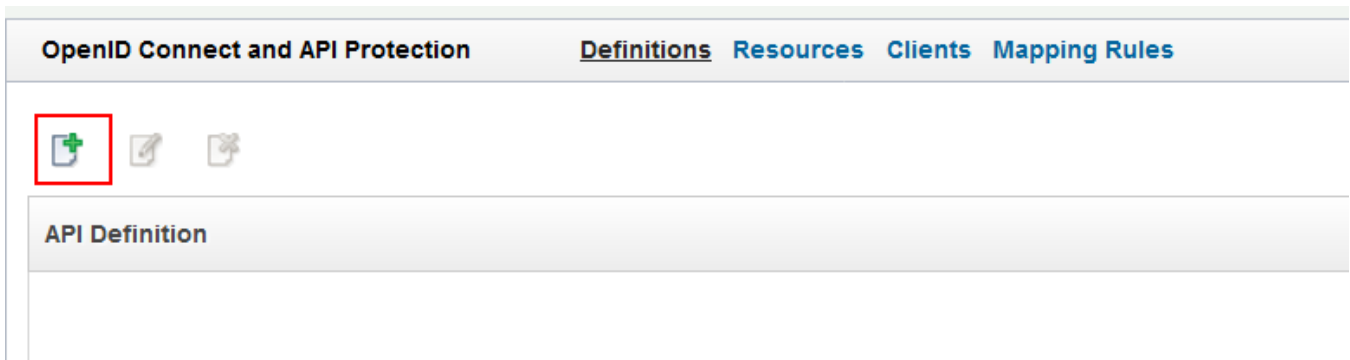 OpenID Connect and API Protection Definitions Resources Clients Mapping Rules
API Definition